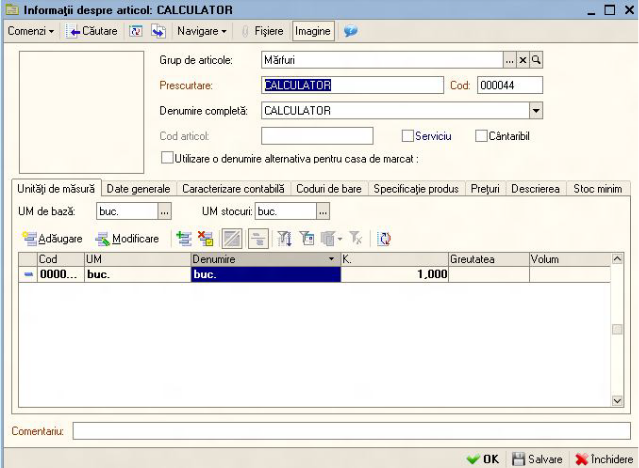 Informaţii despre articol: CALCULATOR
Comenzi Căutare Navigare Fişiere Imagine
Grup de articole: Mărfuri ...
Prescurtare: CALCULATOR Cod: 000044
Denumire completă: CALCULATOR
Cod articol: Serviciu Cântaribil
Utilizare o denumire alternativa pentru casa de marcat :
Unităţi de măsură Date generale Caracterizare contabilă Coduri de bare Specificaţie produs Preţuri Descrierea Stoc minim
UM de bază: buc. ... UM stocuri: buc. ...
Adăugare Modificare
Cod UM Denumire K. Greutatea Volum
0000... buc. buc. 1,000
Comentariu:
OK Salvare Închidere